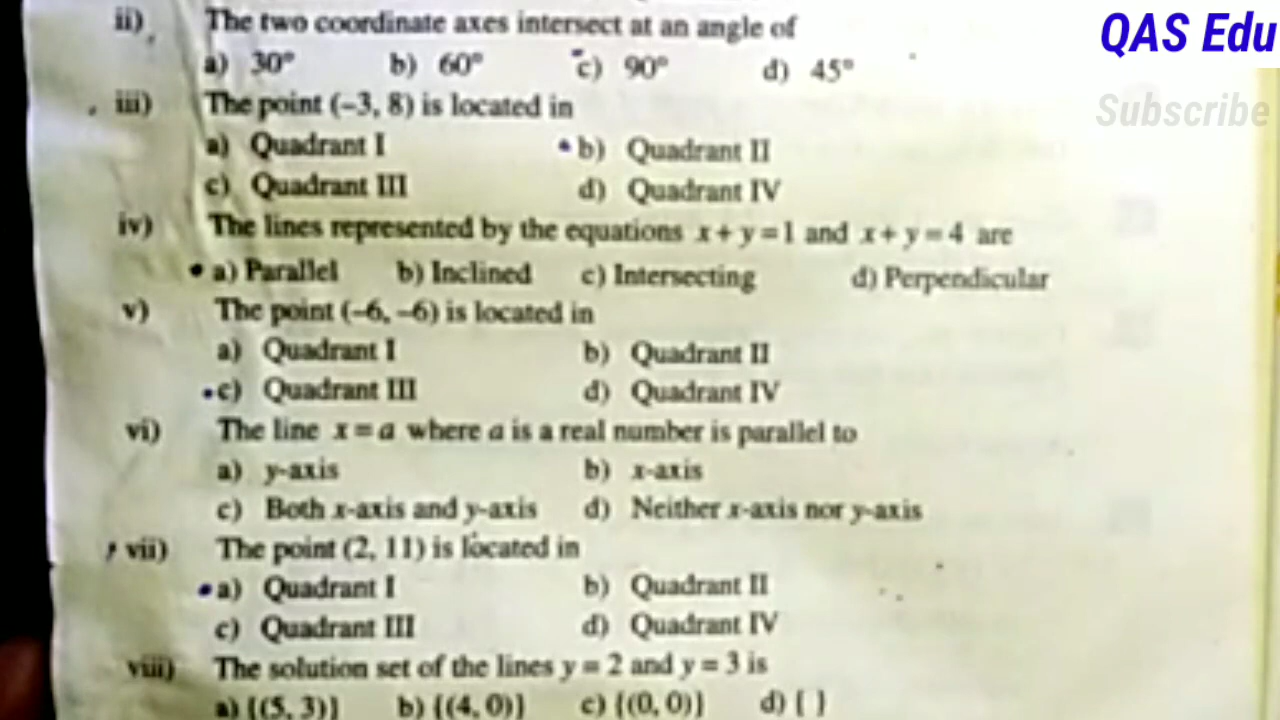 QAS Edu
Subscribe
ii) The two coordinate axes intersect at an angle of
a) 30° b) 60° c) 90° d) 45°
iii) The point (–3, 8) is located in
a) Quadrant I b) Quadrant II
c) Quadrant III d) Quadrant IV
iv) The lines represented by the equations x + y = 1 and x + y = 4 are
a) Parallel b) Inclined c) Intersecting d) Perpendicular
v) The point (–6, –6) is located in
a) Quadrant I b) Quadrant II
c) Quadrant III d) Quadrant IV
vi) The line x = a where a is a real number is parallel to
a) y-axis b) x-axis
c) Both x-axis and y-axis d) Neither x-axis nor y-axis
vii) The point (2, 11) is located in
a) Quadrant I b) Quadrant II
c) Quadrant III d) Quadrant IV
viii) The solution set of the lines y = 2 and y = 3 is
a) {(5, 3)} b) {(4, 0)} c) {(0, 0)} d) { }